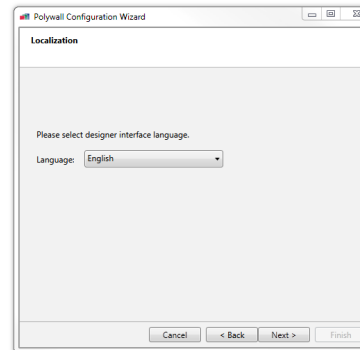 Polywall Configuration Wizard
Localization
Please select designer interface language.
Language: English
Cancel < Back Next > Finish